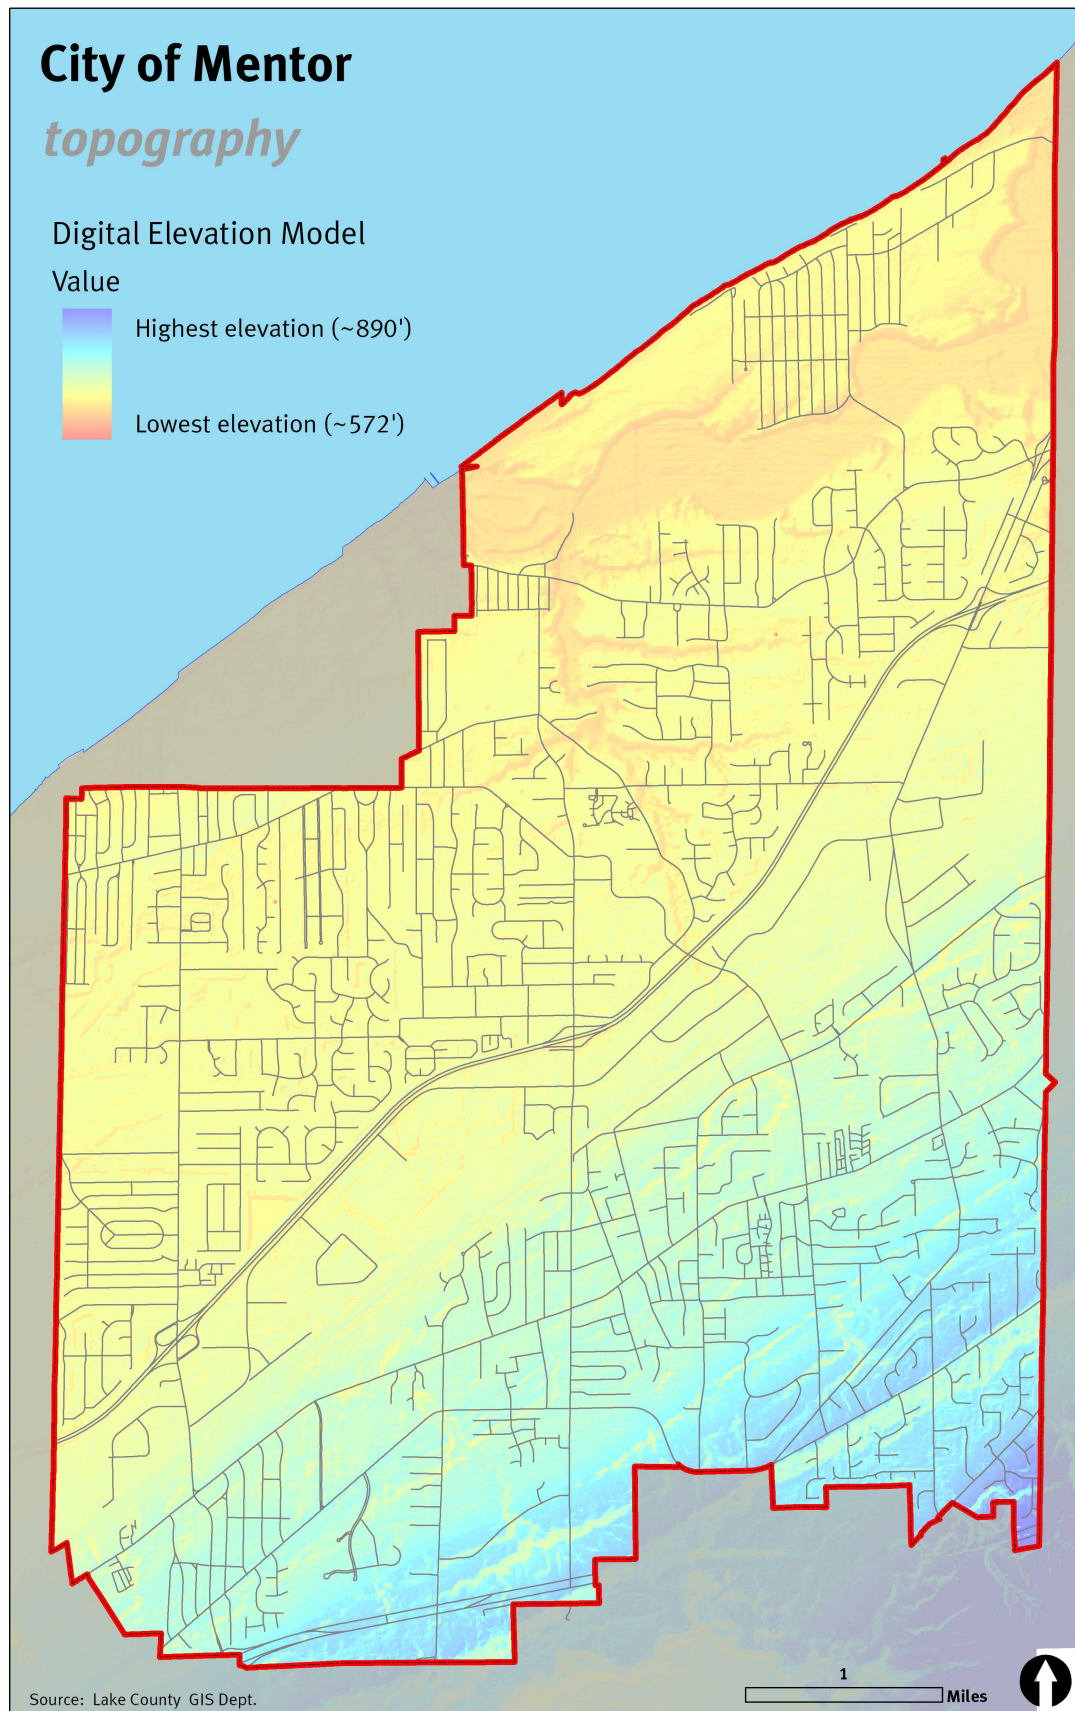 City of Mentor
topography
Digital Elevation Model
Value
Highest elevation (~890')
Lowest elevation (~572')
1
Miles
Source: Lake County GIS Dept.